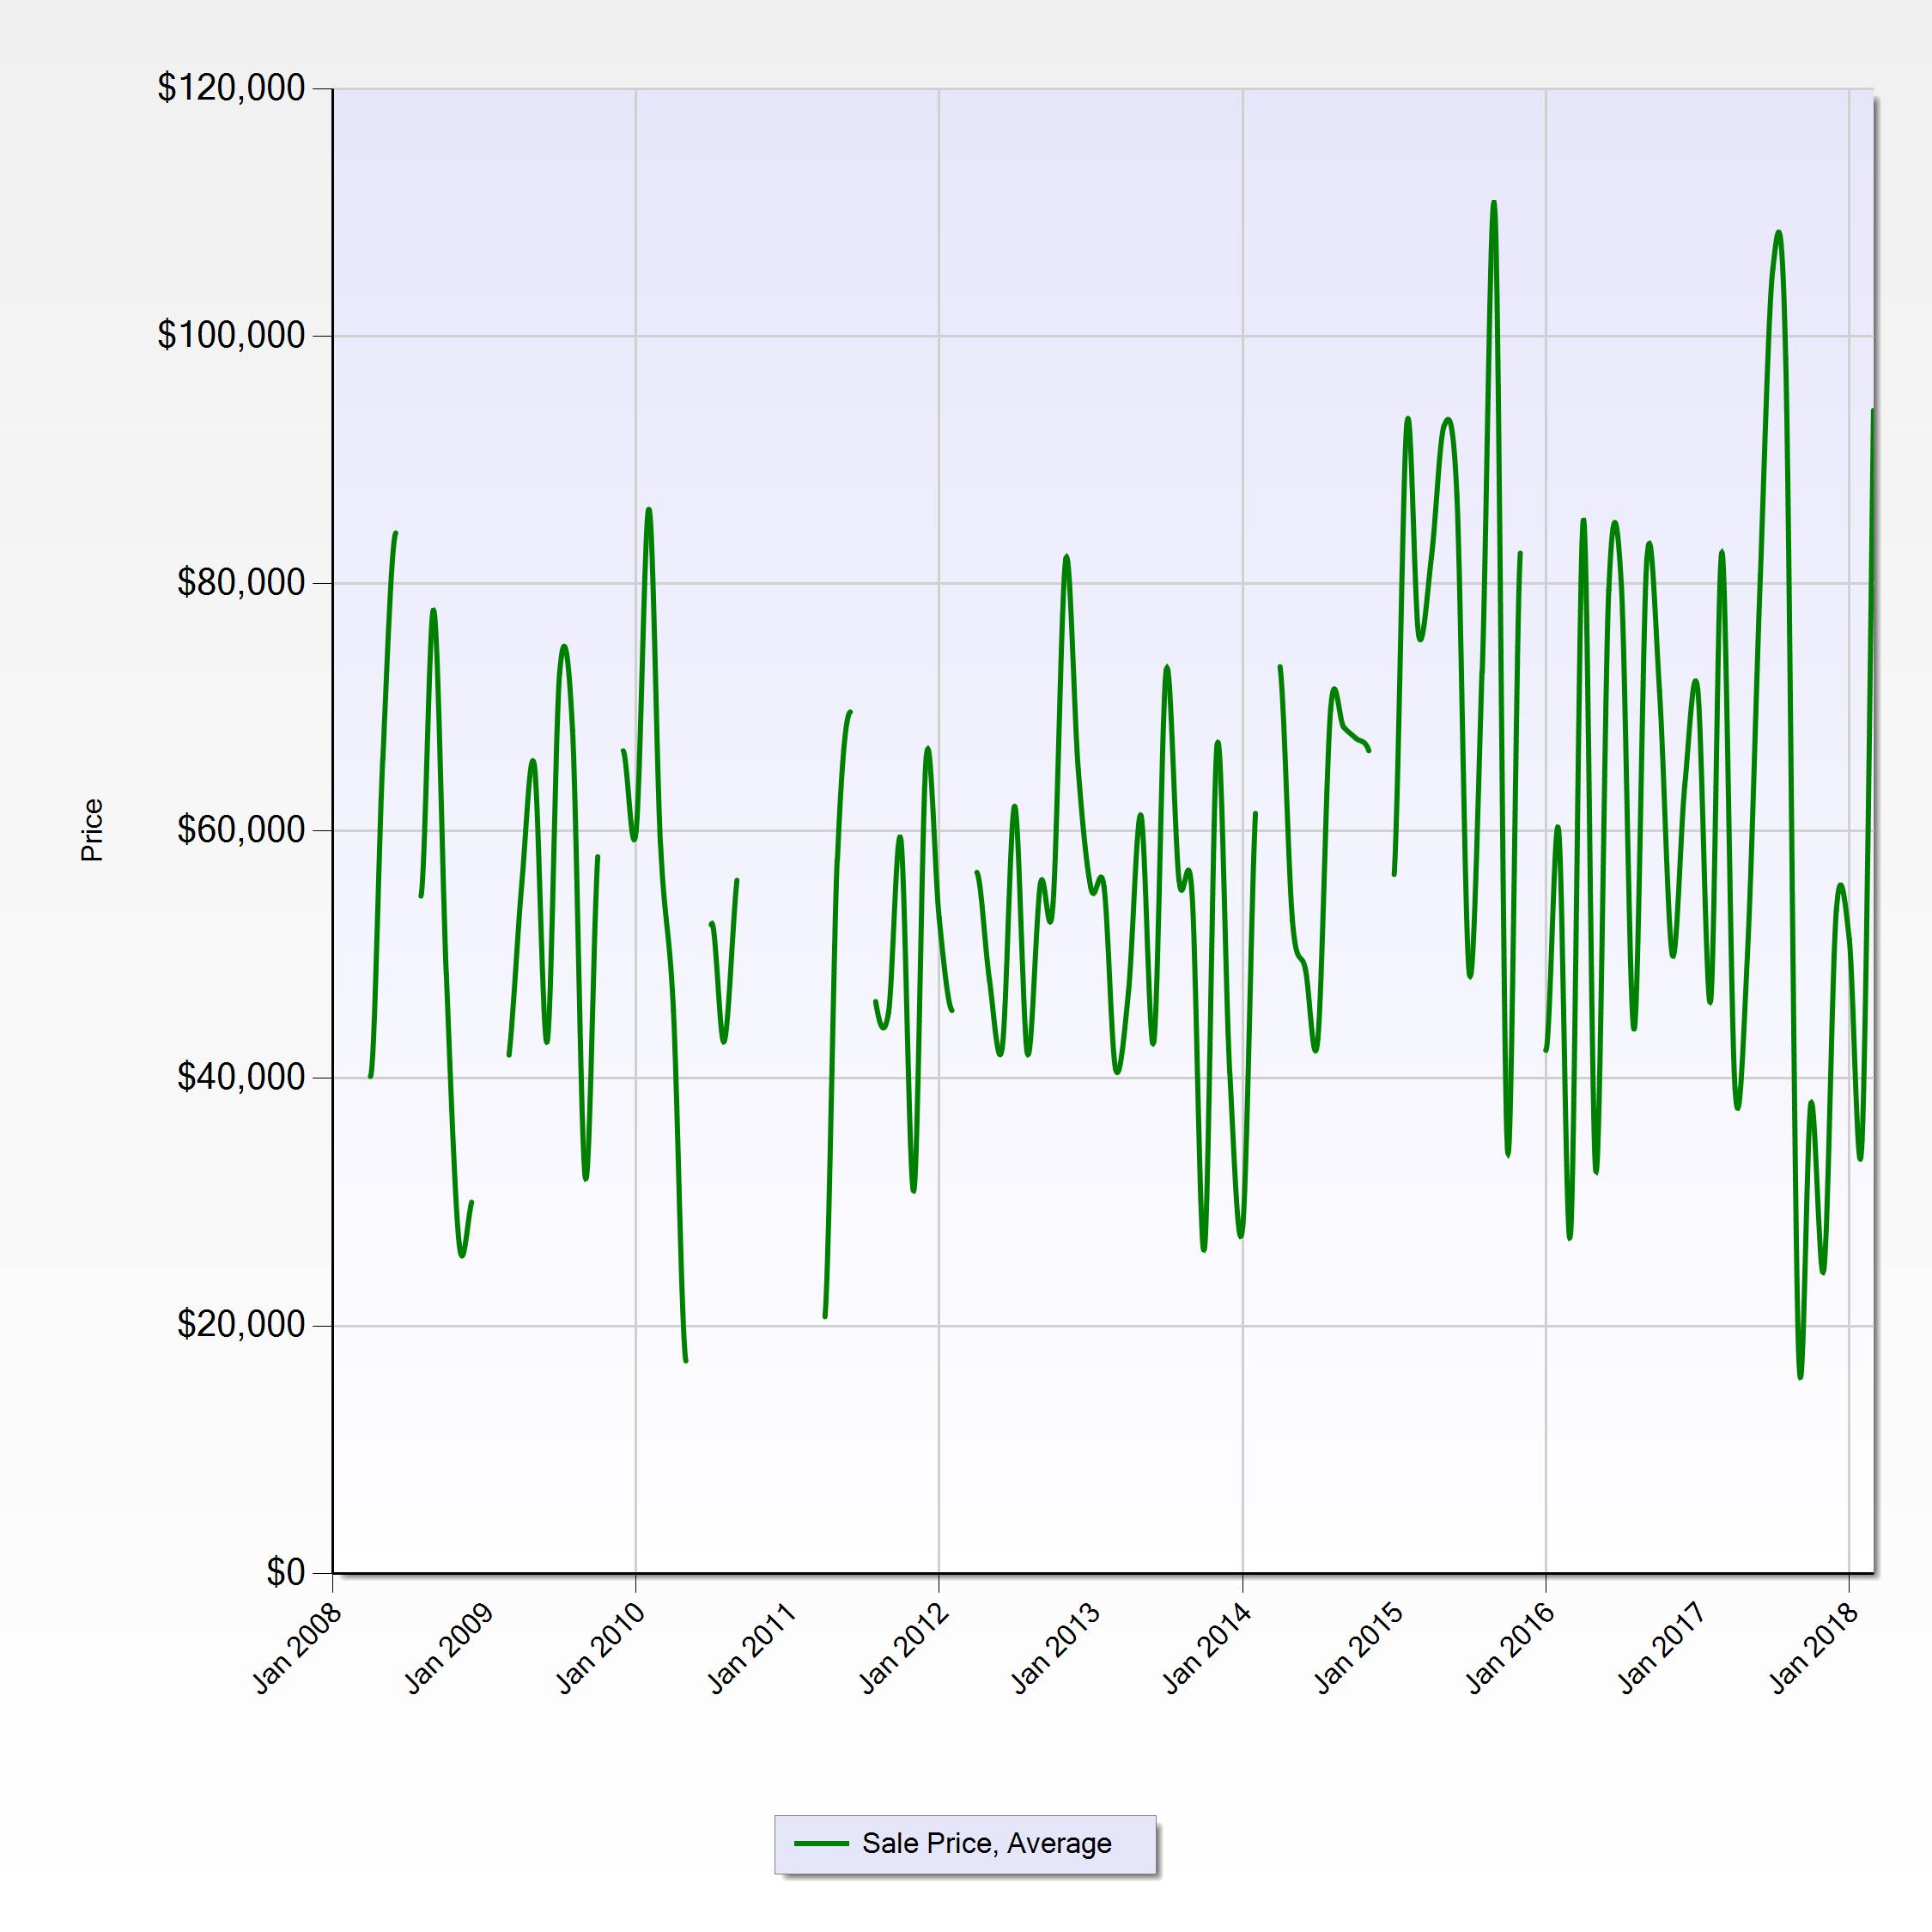 $120,000
$100,000
$80,000
$60,000
$40,000
$20,000
$0
Price
Jan 2008
Jan 2009
Jan 2010
Jan 2011
Jan 2012
Jan 2013
Jan 2014
Jan 2015
Jan 2016
Jan 2017
Jan 2018
Sale Price, Average